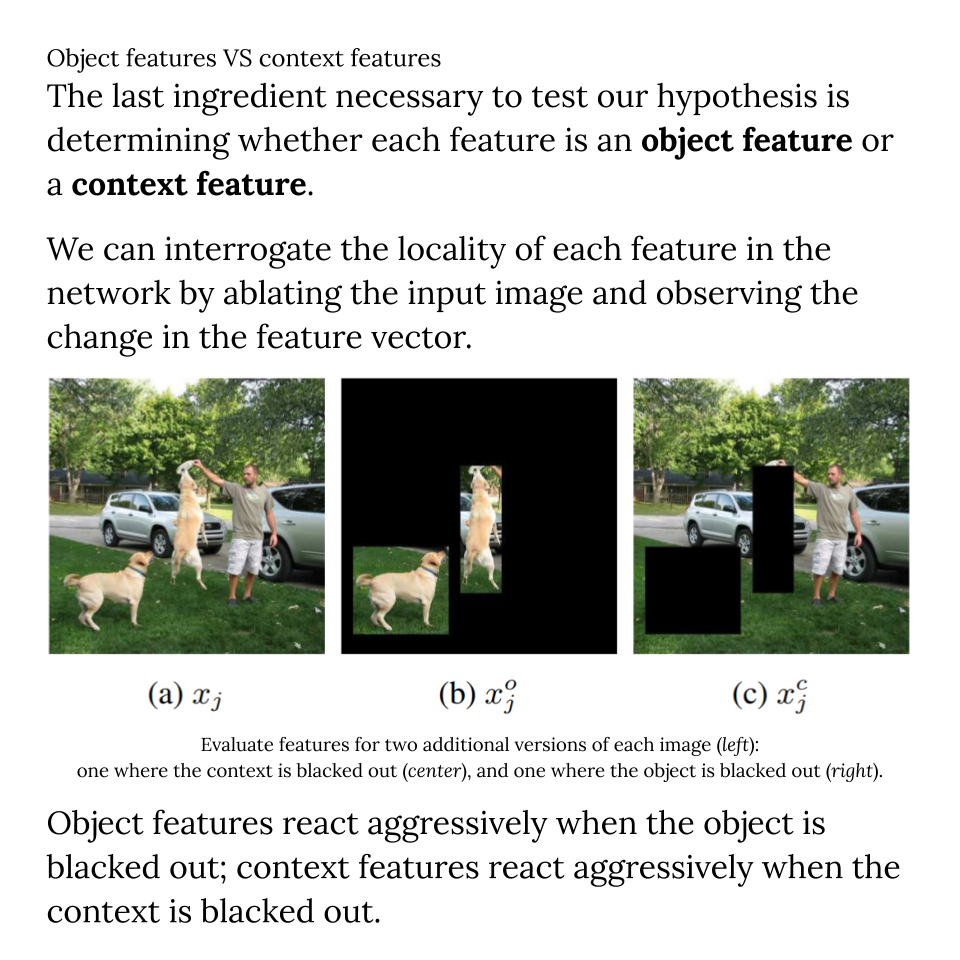 Object features VS context features
The last ingredient necessary to test our hypothesis is
determining whether each feature is an object feature or
a context feature.
We can interrogate the locality of each feature in the
network by ablating the input image and observing the
change in the feature vector.
(a) x_j
(b) x_j^o
(c) x_j^c
Evaluate features for two additional versions of each image (left):
one where the context is blacked out (center), and one where the object is blacked out (right).
Object features react aggressively when the object is
blacked out; context features react aggressively when the
context is blacked out.